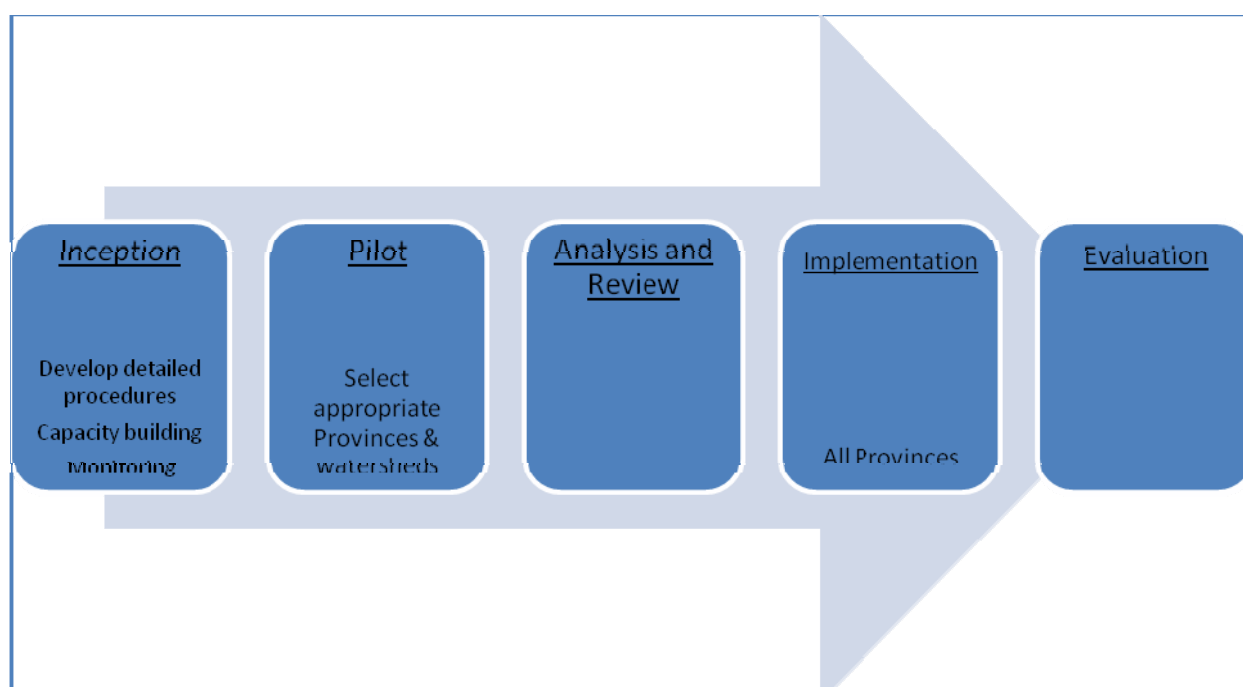 Inception
Develop detailed
procedures
Capacity building
Monitoring
Pilot
Select
appropriate
Provinces &
watersheds
Analysis and
Review
Implementation
All Provinces
Evaluation